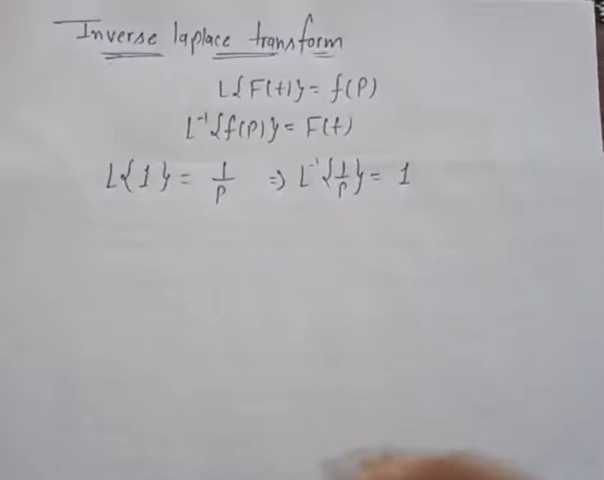 Inverse laplace transform
L{F(t)} = f(p)
L⁻¹{f(p)} = F(t)
L{1} = 1/p ⇒ L⁻¹{1/p} = 1